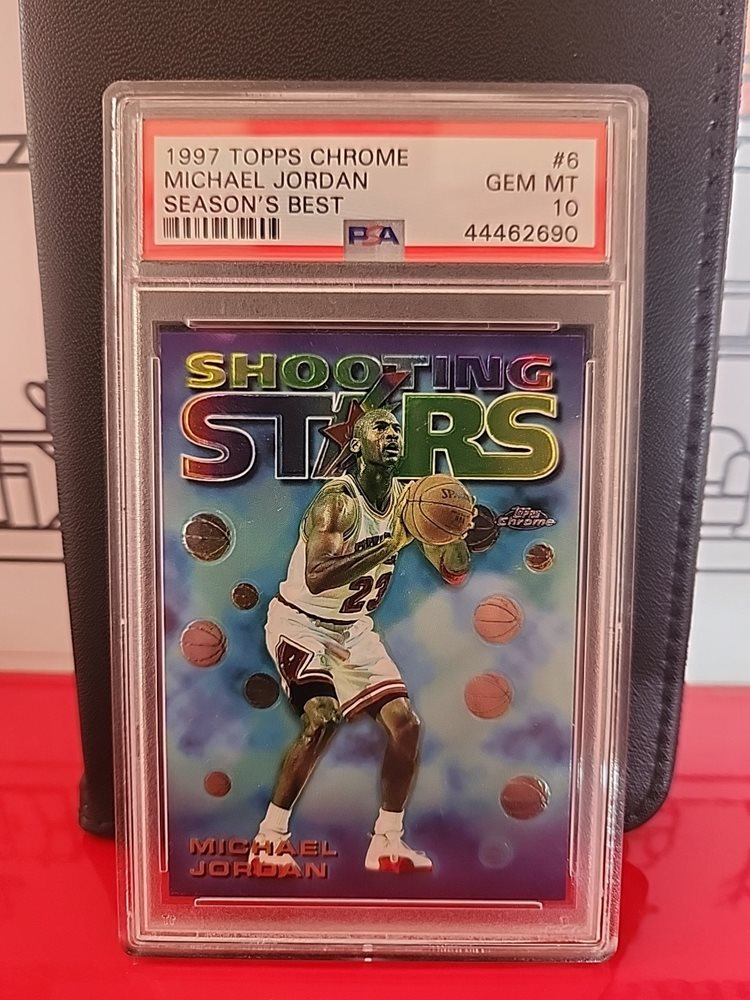 1997 TOPPS CHROME #6
MICHAEL JORDAN GEM MT
SEASON'S BEST 10
PSA 44462690
SHOOTING
STARS
Topps
Chrome
23
MICHAEL
JORDAN